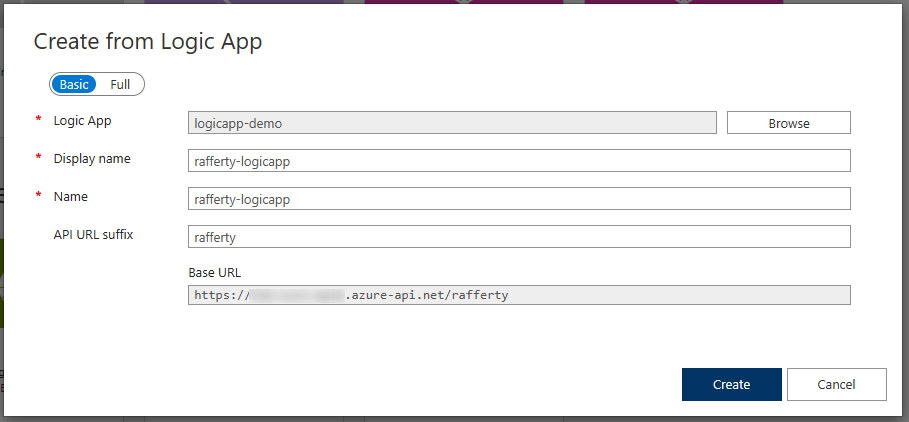 Create from Logic App
Basic Full
* Logic App logicapp-demo Browse
* Display name rafferty-logicapp
* Name rafferty-logicapp
API URL suffix rafferty
Base URL
https:// .azure-api.net/rafferty
Create Cancel